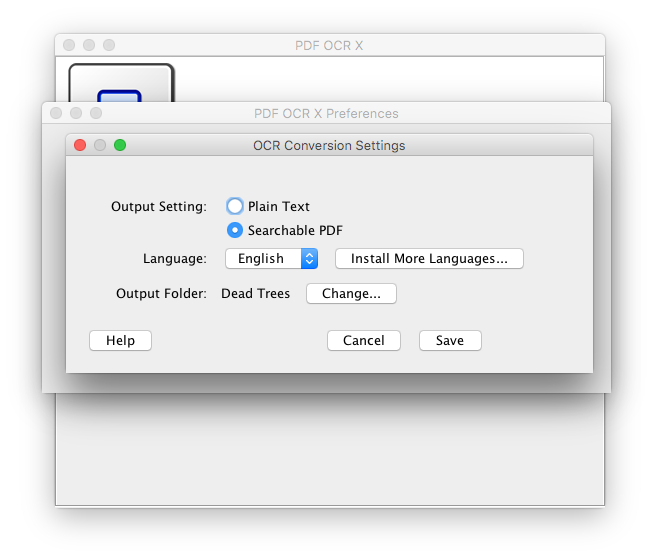 PDF OCR X
PDF OCR X Preferences
OCR Conversion Settings
Output Setting: Plain Text
Searchable PDF
Language: English Install More Languages...
Output Folder: Dead Trees Change...
Help Cancel Save